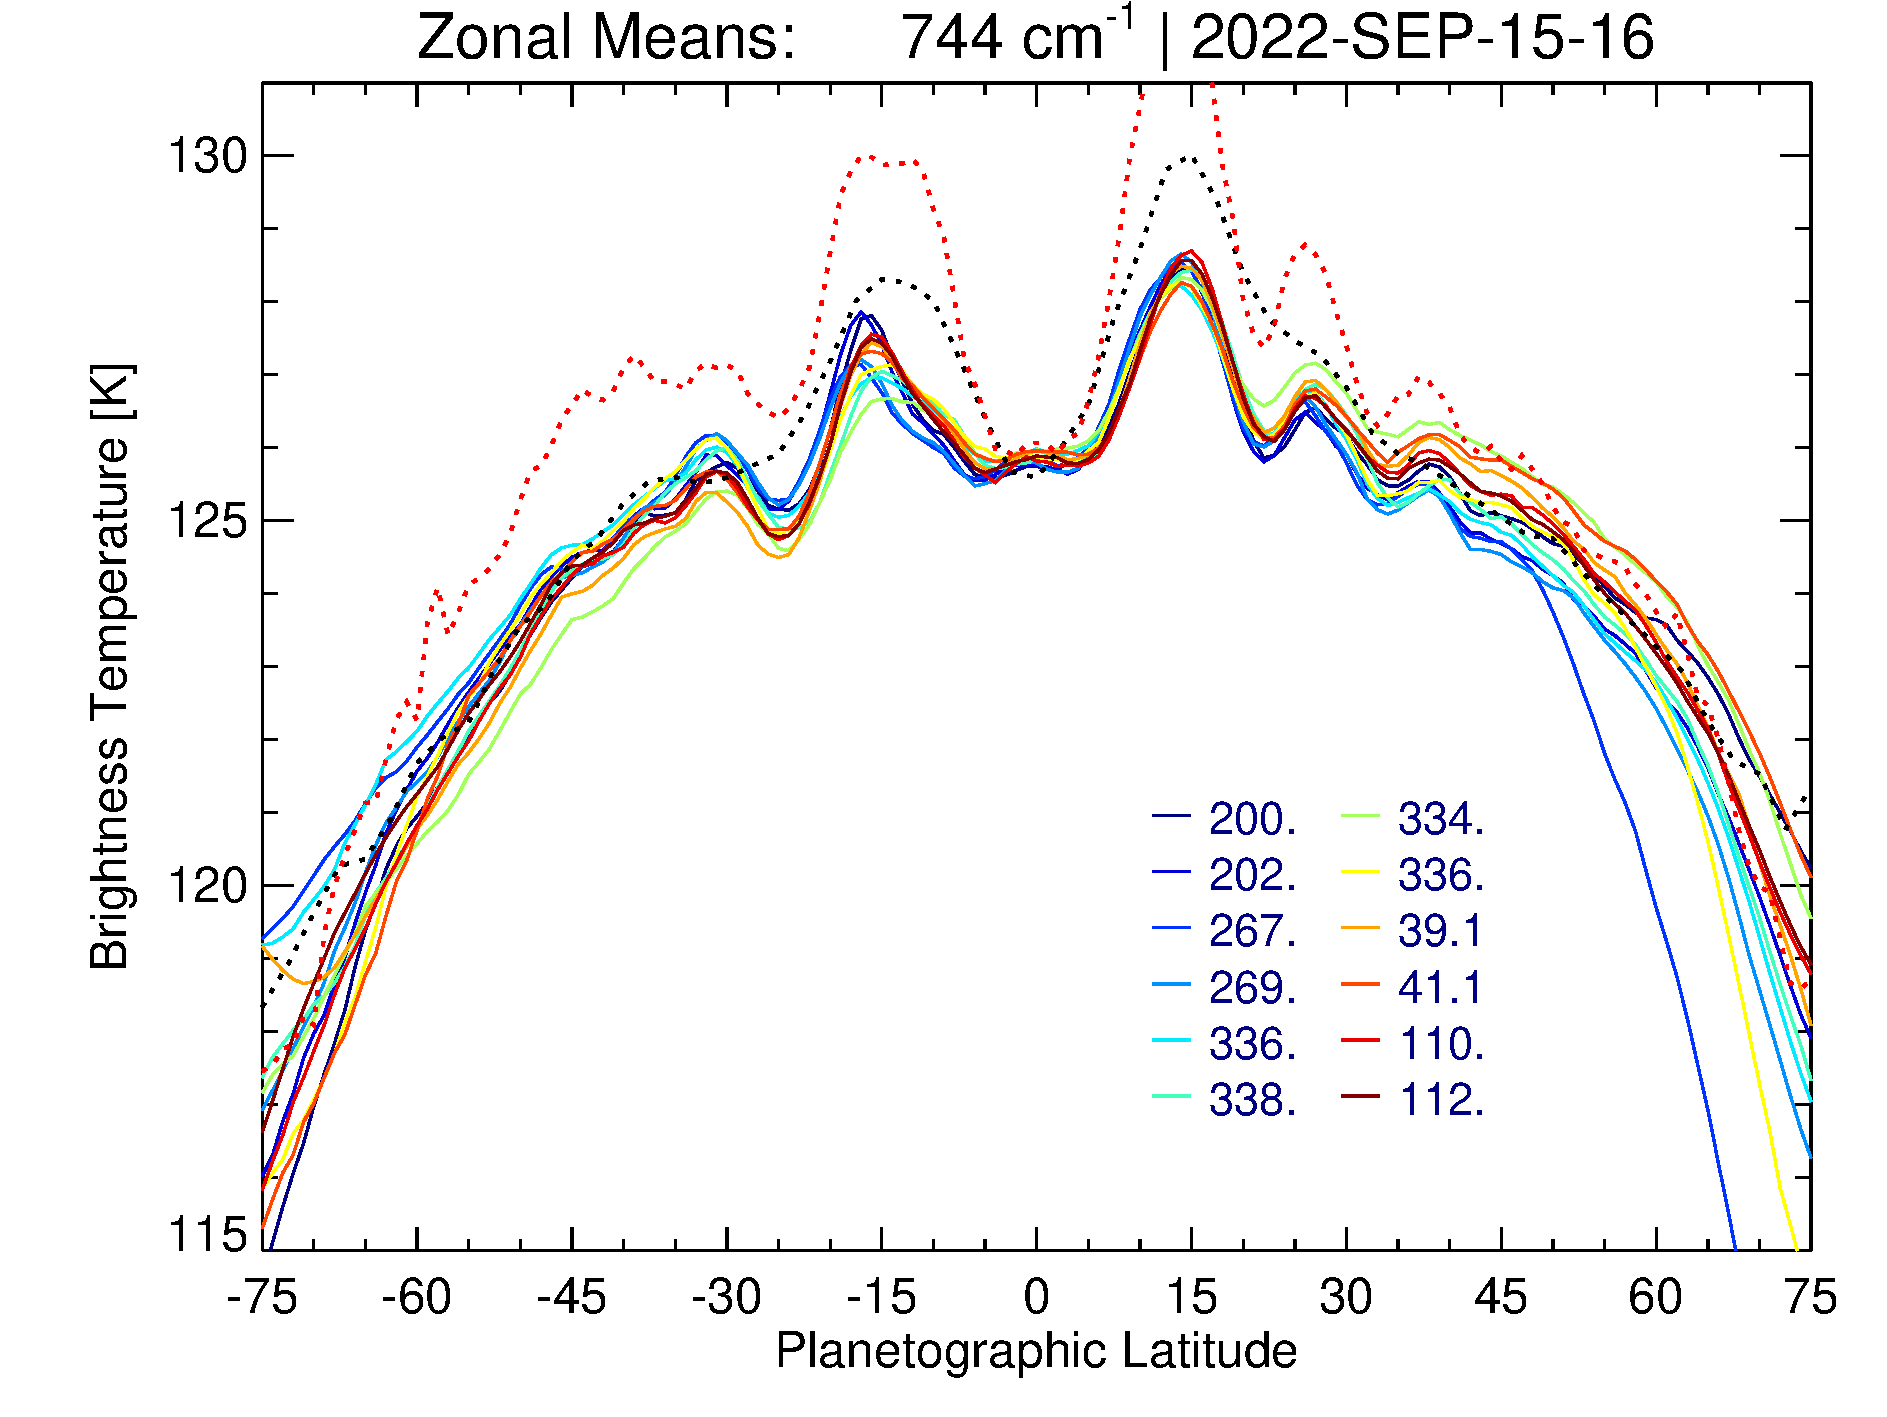 Zonal Means: 744 cm-1 | 2022-SEP-15-16
130
125
120
115
Brightness Temperature [K]
200. 334.
202. 336.
267. 39.1
269. 41.1
336. 110.
338. 112.
-75 -60 -45 -30 -15 0 15 30 45 60 75
Planetographic Latitude